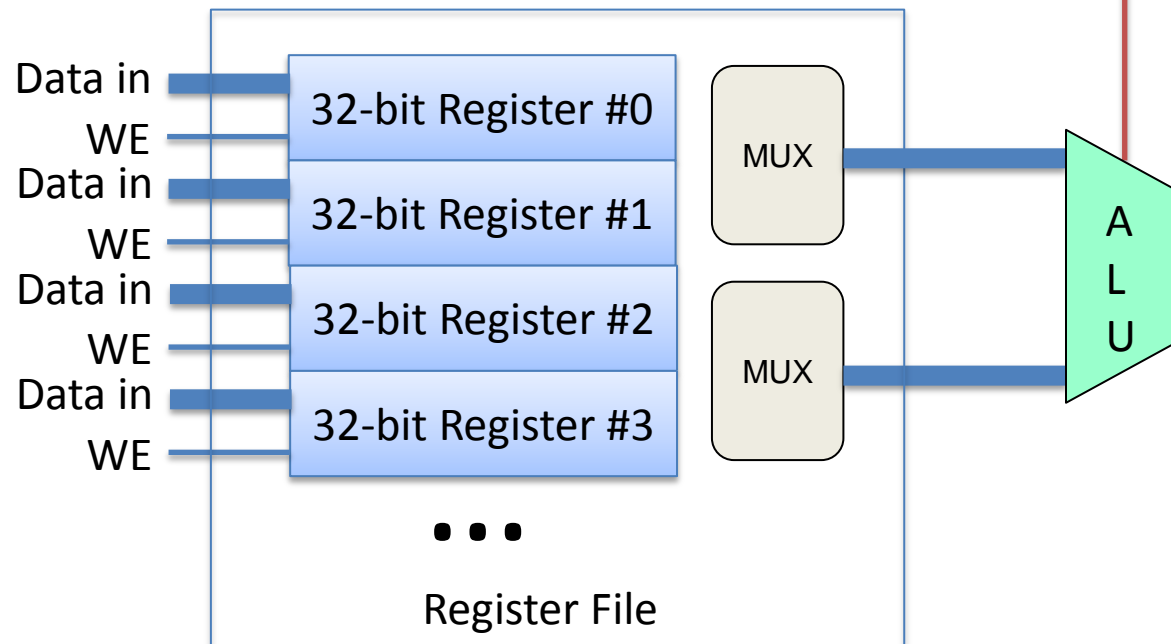 Data in
32-bit Register #0
WE
MUX
Data in
32-bit Register #1
WE
Data in
32-bit Register #2
WE
MUX
Data in
32-bit Register #3
WE
A
L
U
...
Register File